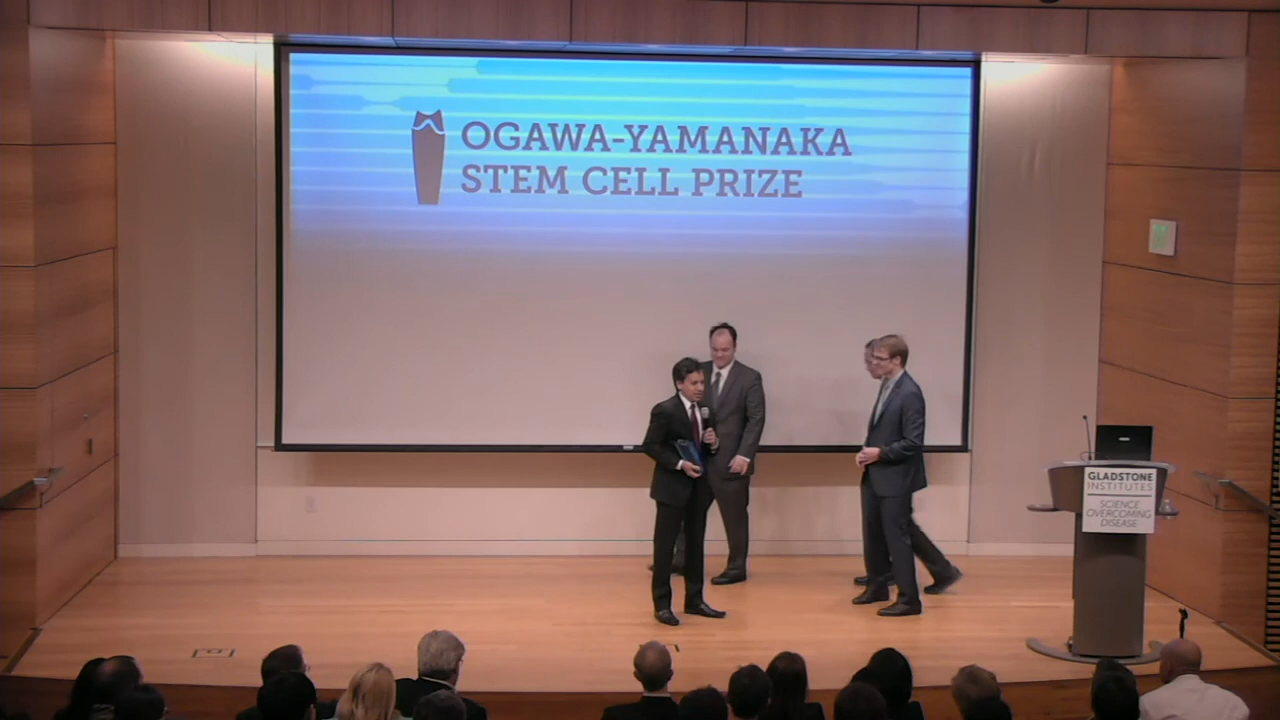 OGAWA-YAMANAKA
STEM CELL PRIZE
GLADSTONE
INSTITUTES
SCIENCE
OVERCOMING
DISEASE